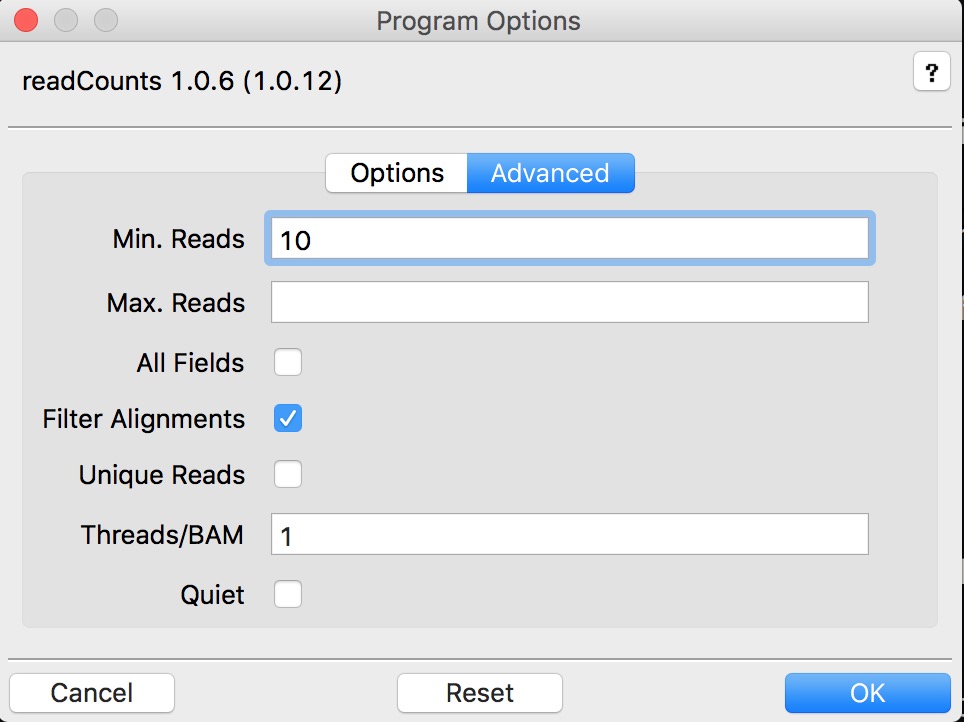 Program Options
readCounts 1.0.6 (1.0.12)
?
Options Advanced
Min. Reads 10
Max. Reads
All Fields
Filter Alignments
Unique Reads
Threads/BAM 1
Quiet
Cancel Reset OK